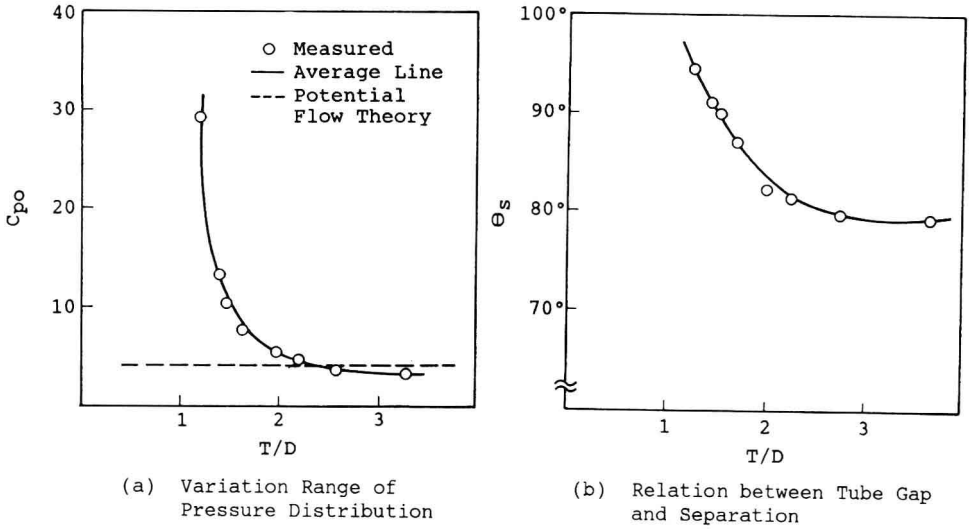 40
30
20
10
Cpo
Measured
Average Line
Potential
Flow Theory
1 2 3
T/D
(a) Variation Range of
Pressure Distribution
100°
90°
80°
70°
Θs
1 2 3
T/D
(b) Relation between Tube Gap
and Separation